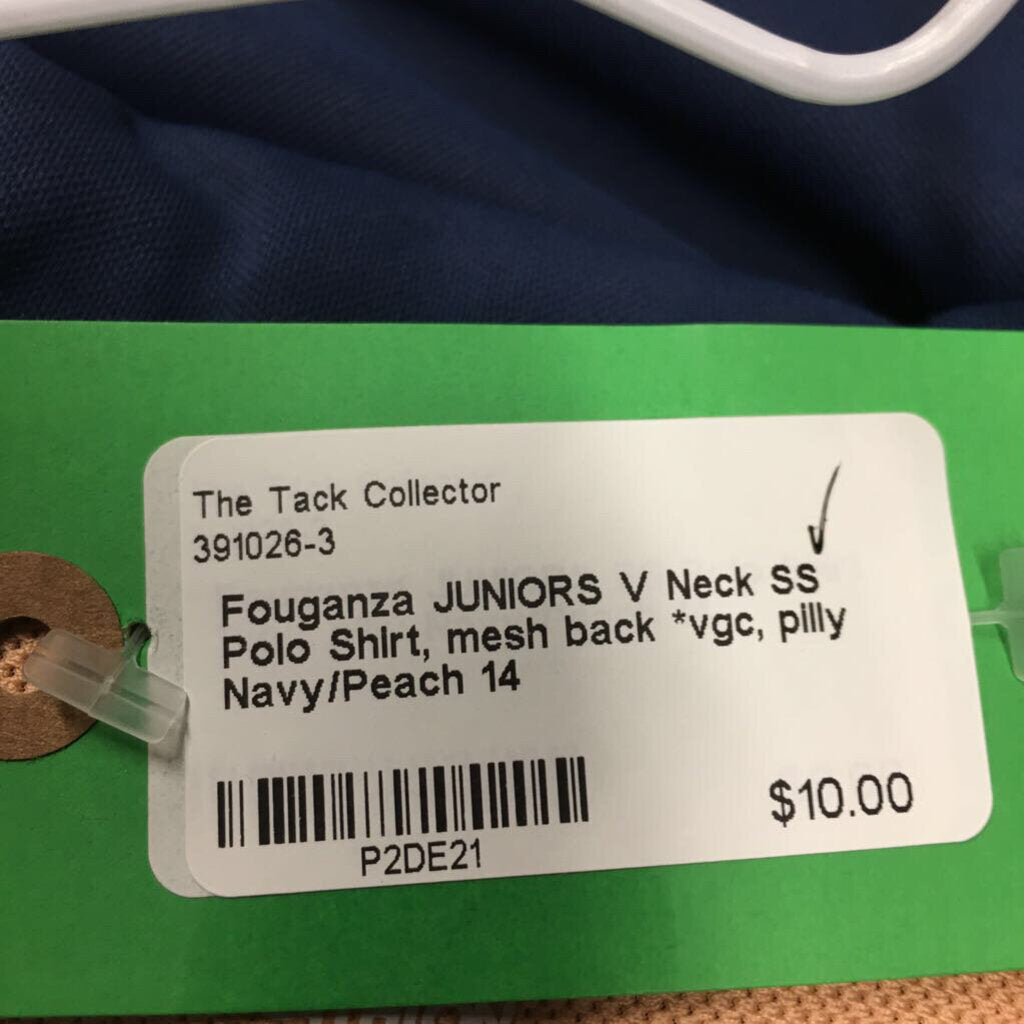 The Tack Collector
391026-3
Fouganza JUNIORS V Neck SS
Polo Shirt, mesh back *vgc, pilly
Navy/Peach 14
$10.00
P2DE21